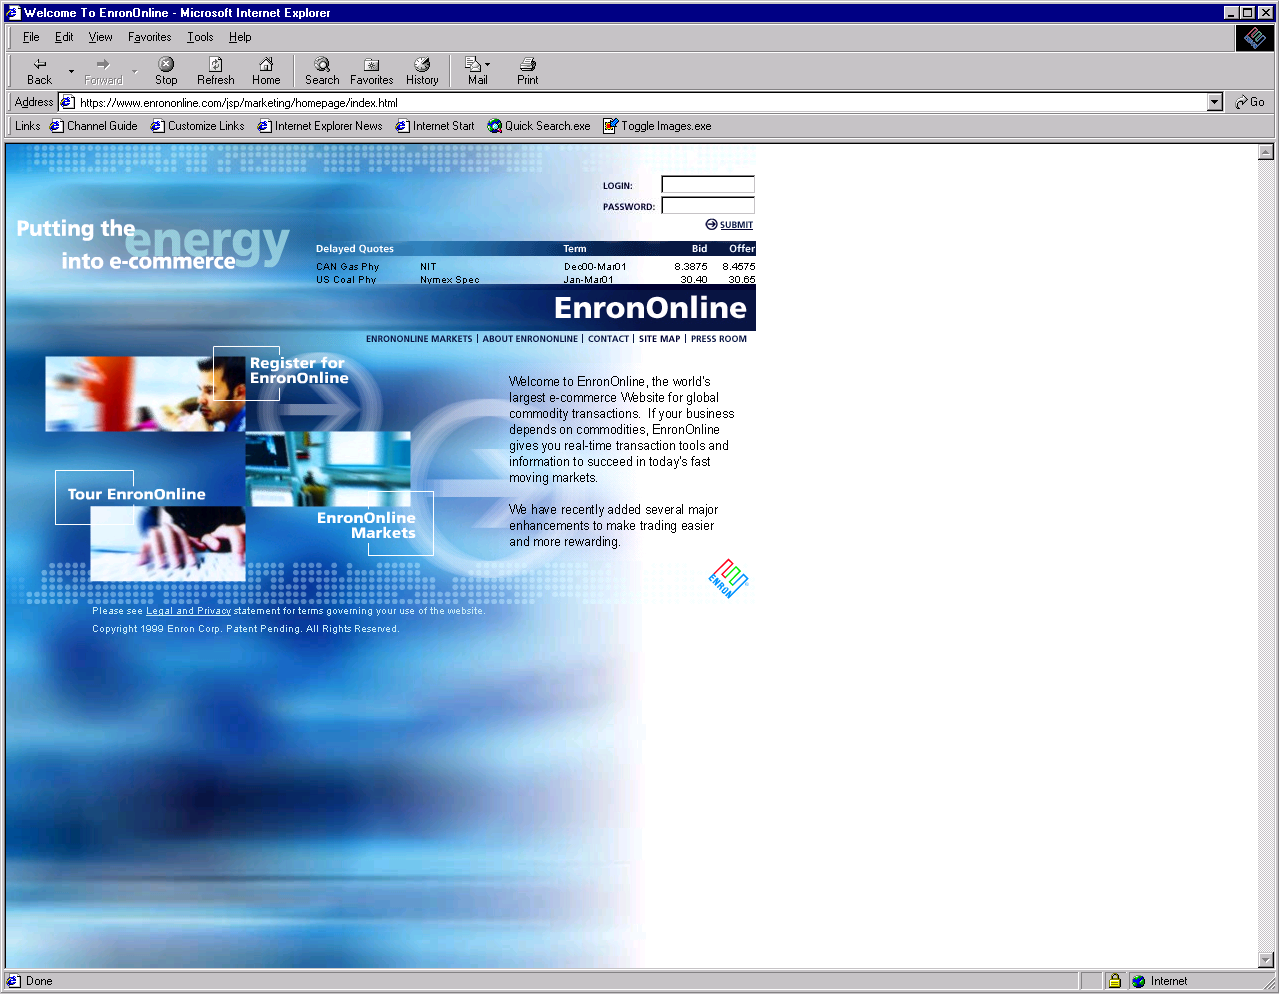 Welcome To EnronOnline - Microsoft Internet Explorer
File Edit View Favorites Tools Help
Back Forward Stop Refresh Home Search Favorites History Mail Print
Address https://www.enrononline.com/jsp/marketing/homepage/index.html Go
Links Channel Guide Customize Links Internet Explorer News Internet Start Quick Search.exe Toggle Images.exe
LOGIN:
PASSWORD:
SUBMIT
Putting the
energy
into e-commerce
Delayed Quotes Term Bid Offer
CAN Gas Phy NIT Dec00-Mar01 8.3875 8.4575
US Coal Phy Nymex Spec Jan-Mar01 30.40 30.65
EnronOnline
ENRONONLINE MARKETS | ABOUT ENRONONLINE | CONTACT | SITE MAP | PRESS ROOM
Register for
EnronOnline
Tour EnronOnline
EnronOnline
Markets
Welcome to EnronOnline, the world's
largest e-commerce Website for global
commodity transactions.  If your business
depends on commodities, EnronOnline
gives you real-time transaction tools and
information to succeed in today's fast
moving markets.
We have recently added several major
enhancements to make trading easier
and more rewarding.
ENRON
Please see Legal and Privacy statement for terms governing your use of the website.
Copyright 1999 Enron Corp. Patent Pending. All Rights Reserved.
Done Internet